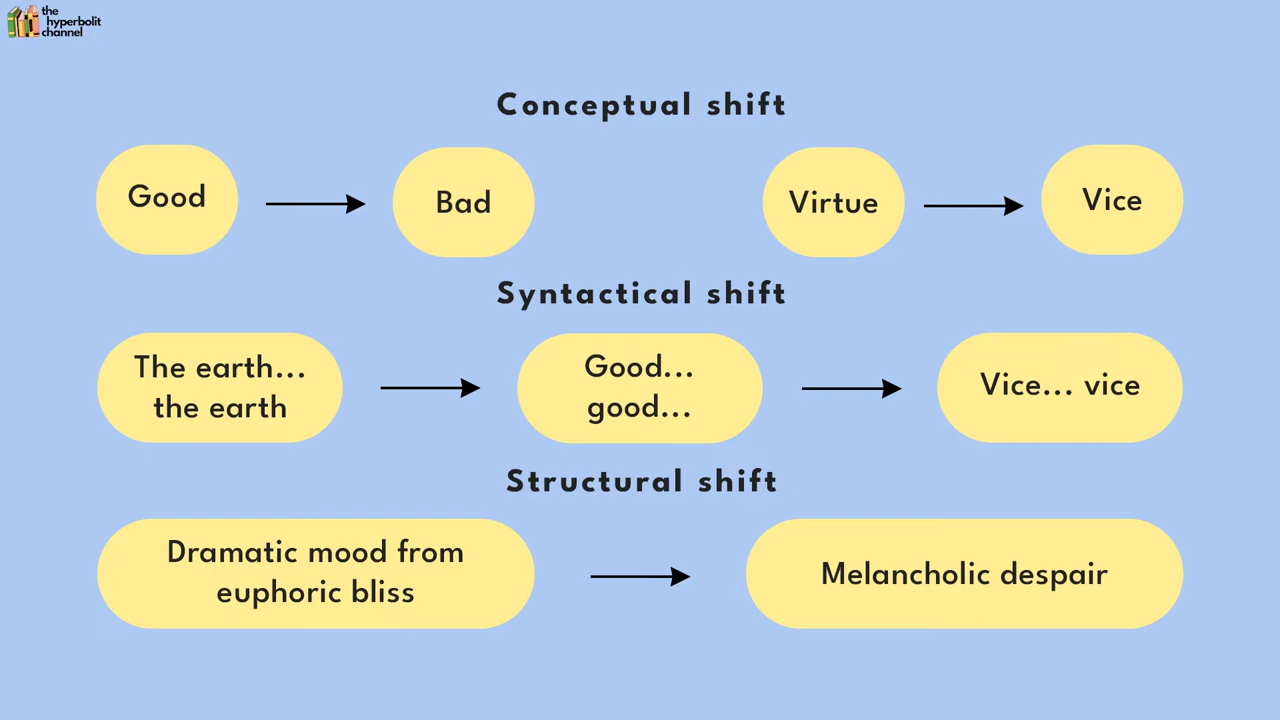 the
hyperbolit
channel
Conceptual shift
Good
Bad
Virtue
Vice
Syntactical shift
The earth...
the earth
Good...
good...
Vice... vice
Structural shift
Dramatic mood from
euphoric bliss
Melancholic despair